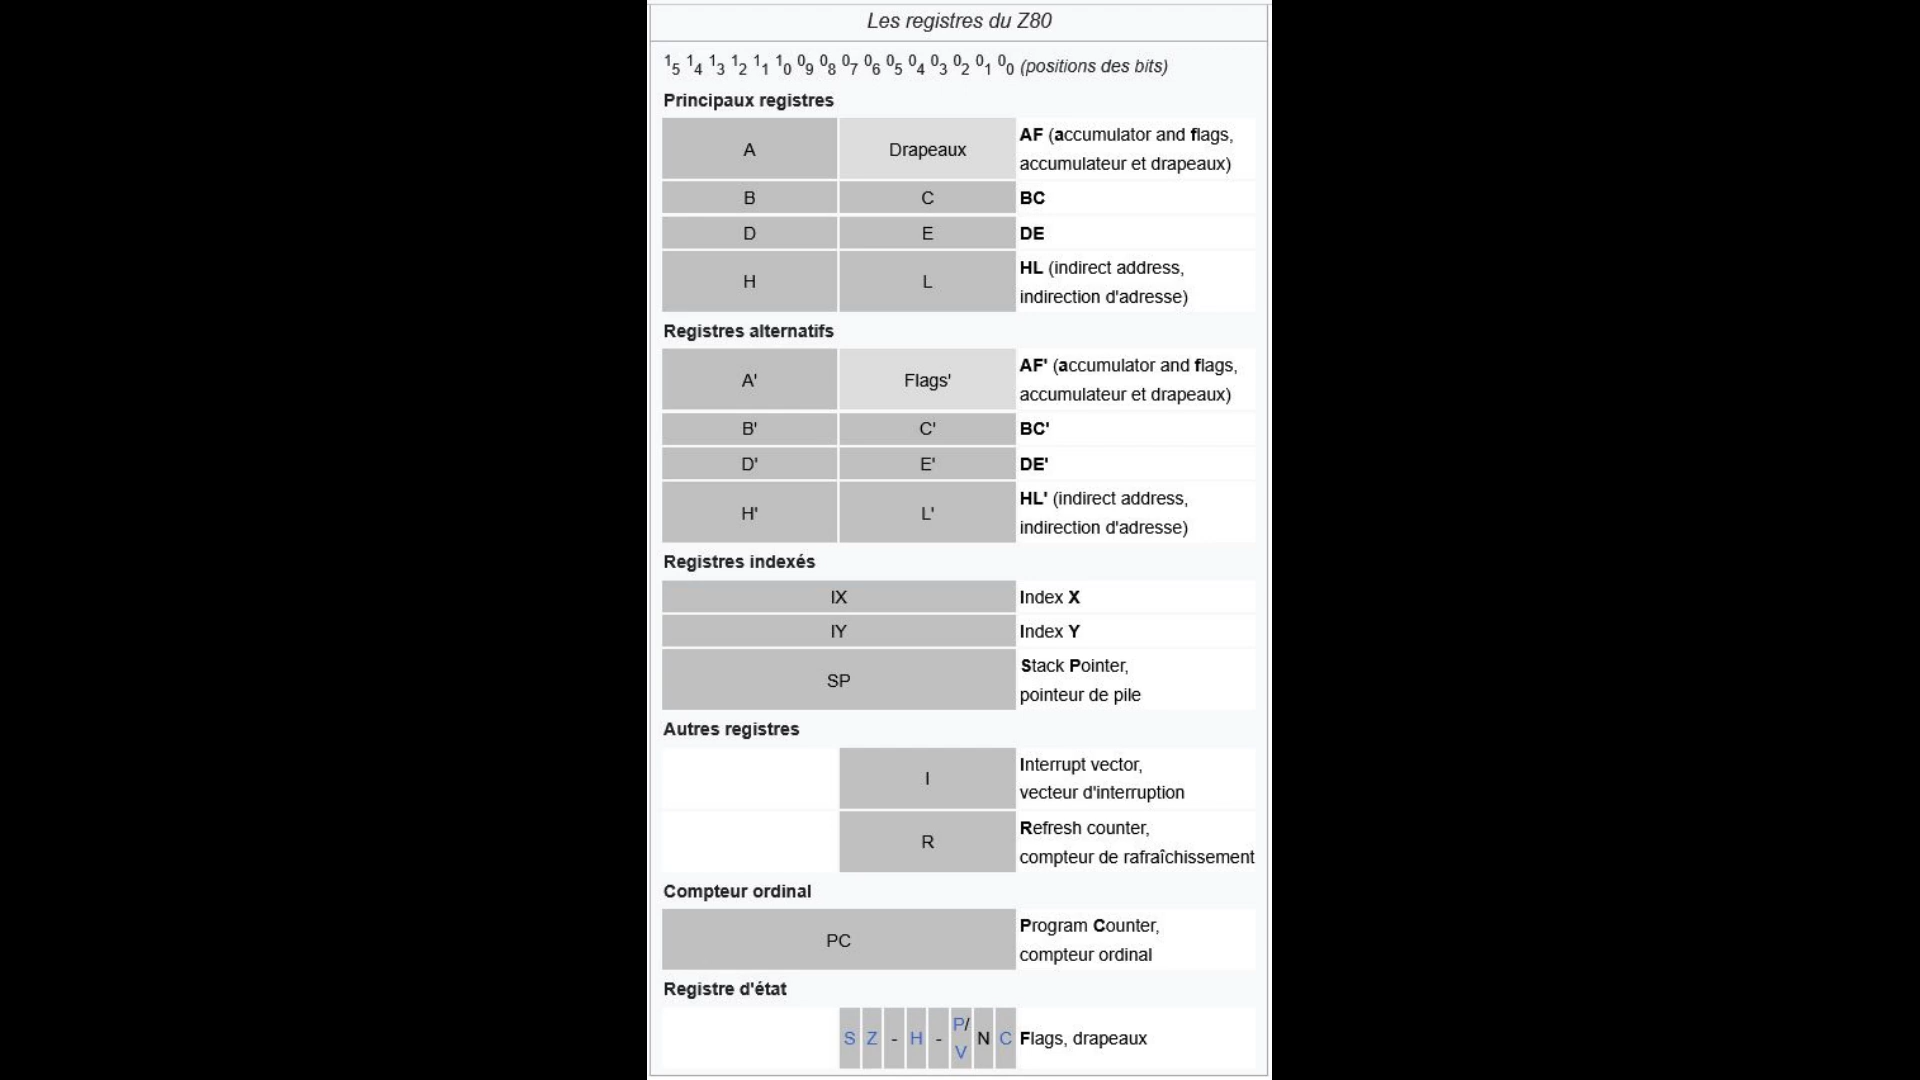 Les registres du Z80
15 14 13 12 11 10 09 08 07 06 05 04 03 02 01 00 (positions des bits)
Principaux registres
A Drapeaux AF (accumulator and flags,
accumulateur et drapeaux)
B C BC
D E DE
H L HL (indirect address,
indirection d'adresse)
Registres alternatifs
A' Flags' AF' (accumulator and flags,
accumulateur et drapeaux)
B' C' BC'
D' E' DE'
H' L' HL' (indirect address,
indirection d'adresse)
Registres indexés
IX Index X
IY Index Y
SP Stack Pointer,
pointeur de pile
Autres registres
I Interrupt vector,
vecteur d'interruption
R Refresh counter,
compteur de rafraîchissement
Compteur ordinal
PC Program Counter,
compteur ordinal
Registre d'état
S Z - H - P/V N C Flags, drapeaux